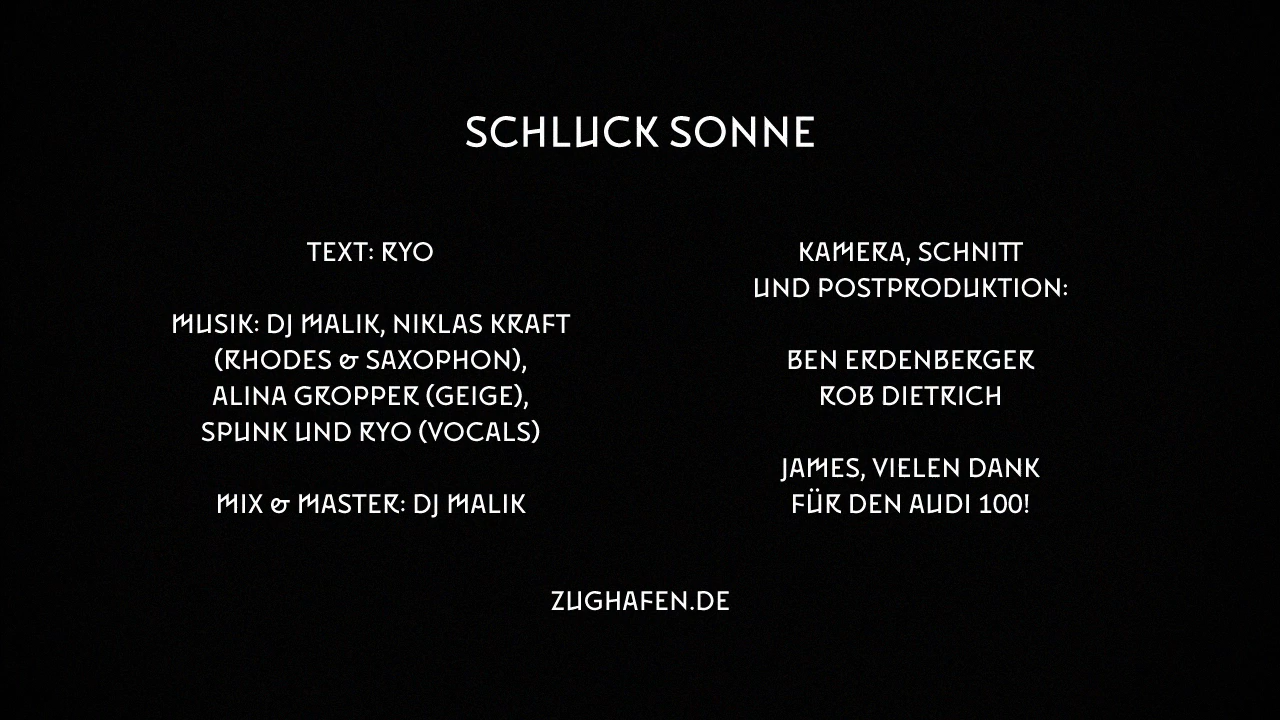 SCHLUCK SONNE
TEXT: RYO
MUSIK: DJ MALIK, NIKLAS KRAFT
(RHODES & SAXOPHON),
ALINA GROPPER (GEIGE),
SPUNK UND RYO (VOCALS)
MIX & MASTER: DJ MALIK
KAMERA, SCHNITT
UND POSTPRODUKTION:
BEN ERDENBERGER
ROB DIETRICH
JAMES, VIELEN DANK
FÜR DEN AUDI 100!
ZUGHAFEN.DE